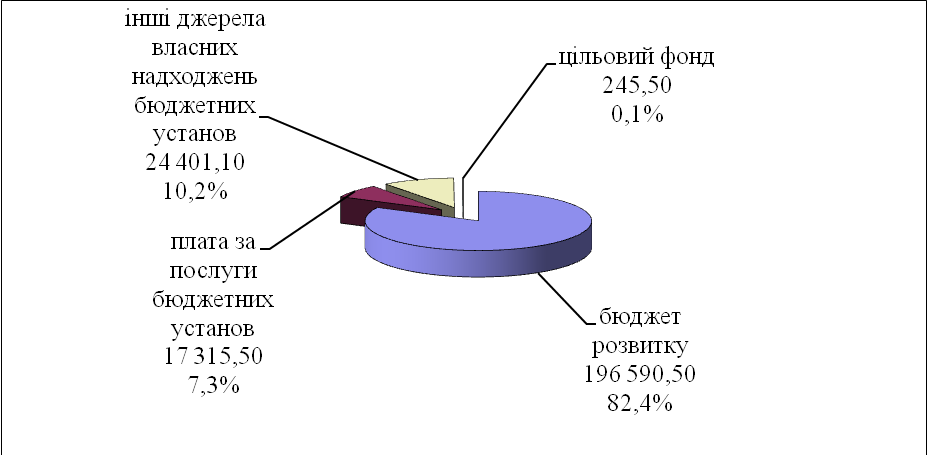 інші джерела
власних
надходжень
бюджетних
установ
24 401,10
10,2%
цільовий фонд
245,50
0,1%
плата за
послуги
бюджетних
установ
17 315,50
7,3%
бюджет
розвитку
196 590,50
82,4%